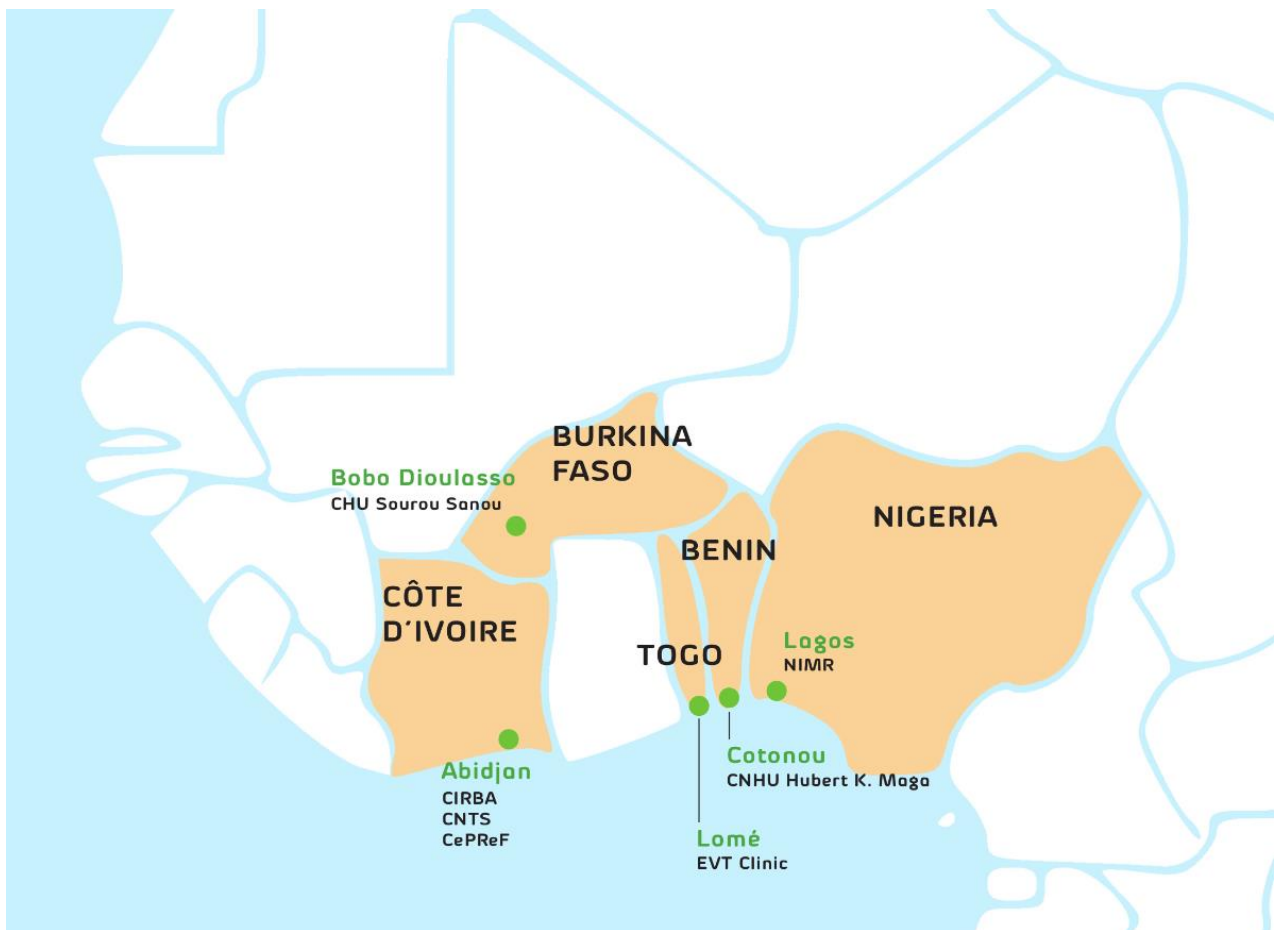 BURKINA
FASO
Bobo Dioulasso
CHU Sourou Sanou
NIGERIA
BENIN
CÔTE
D'IVOIRE
TOGO
Lagos
NIMR
Abidjan
CIRBA
CNTS
CePReF
Cotonou
CNHU Hubert K. Maga
Lomé
EVT Clinic